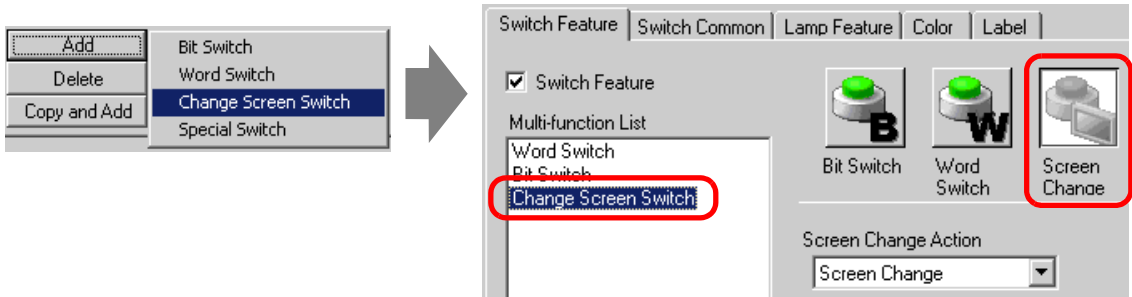 Add
Delete
Copy and Add
Bit Switch
Word Switch
Change Screen Switch
Special Switch
Switch Feature
Switch Common
Lamp Feature
Color
Label
Switch Feature
Multi-function List
Word Switch
Bit Switch
Change Screen Switch
B
W
Bit Switch
Word
Switch
Screen
Change
Screen Change Action
Screen Change